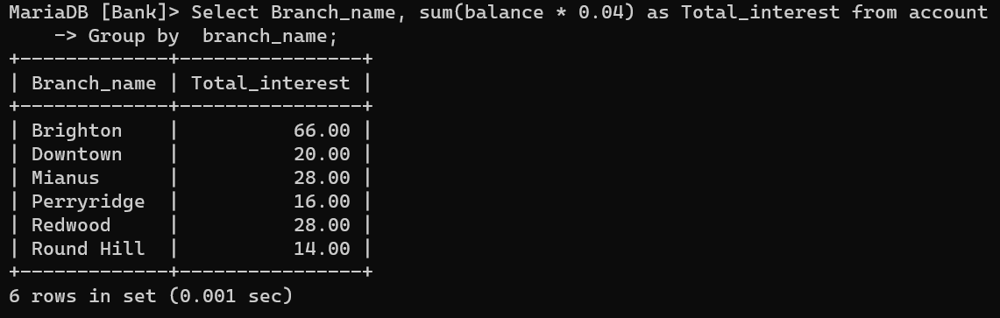 MariaDB [Bank]> Select Branch_name, sum(balance * 0.04) as Total_interest from account
    -> Group by  branch_name;
+-------------+----------------+
| Branch_name | Total_interest |
+-------------+----------------+
| Brighton    |          66.00 |
| Downtown    |          20.00 |
| Mianus      |          28.00 |
| Perryridge  |          16.00 |
| Redwood     |          28.00 |
| Round Hill  |          14.00 |
+-------------+----------------+
6 rows in set (0.001 sec)